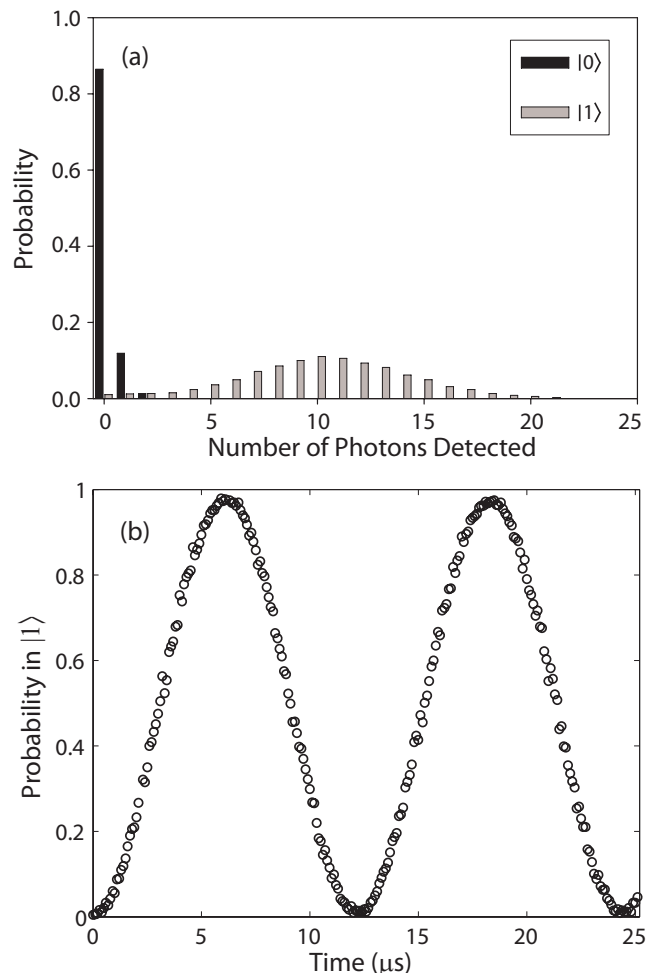 1.0
(a)
|0⟩
0.8
|1⟩
Probability
0.6
0.4
0.2
0.0
0 5 10 15 20 25
Number of Photons Detected
1
(b)
0.8
Probability in |1⟩
0.6
0.4
0.2
0
0 5 10 15 20 25
Time (μs)